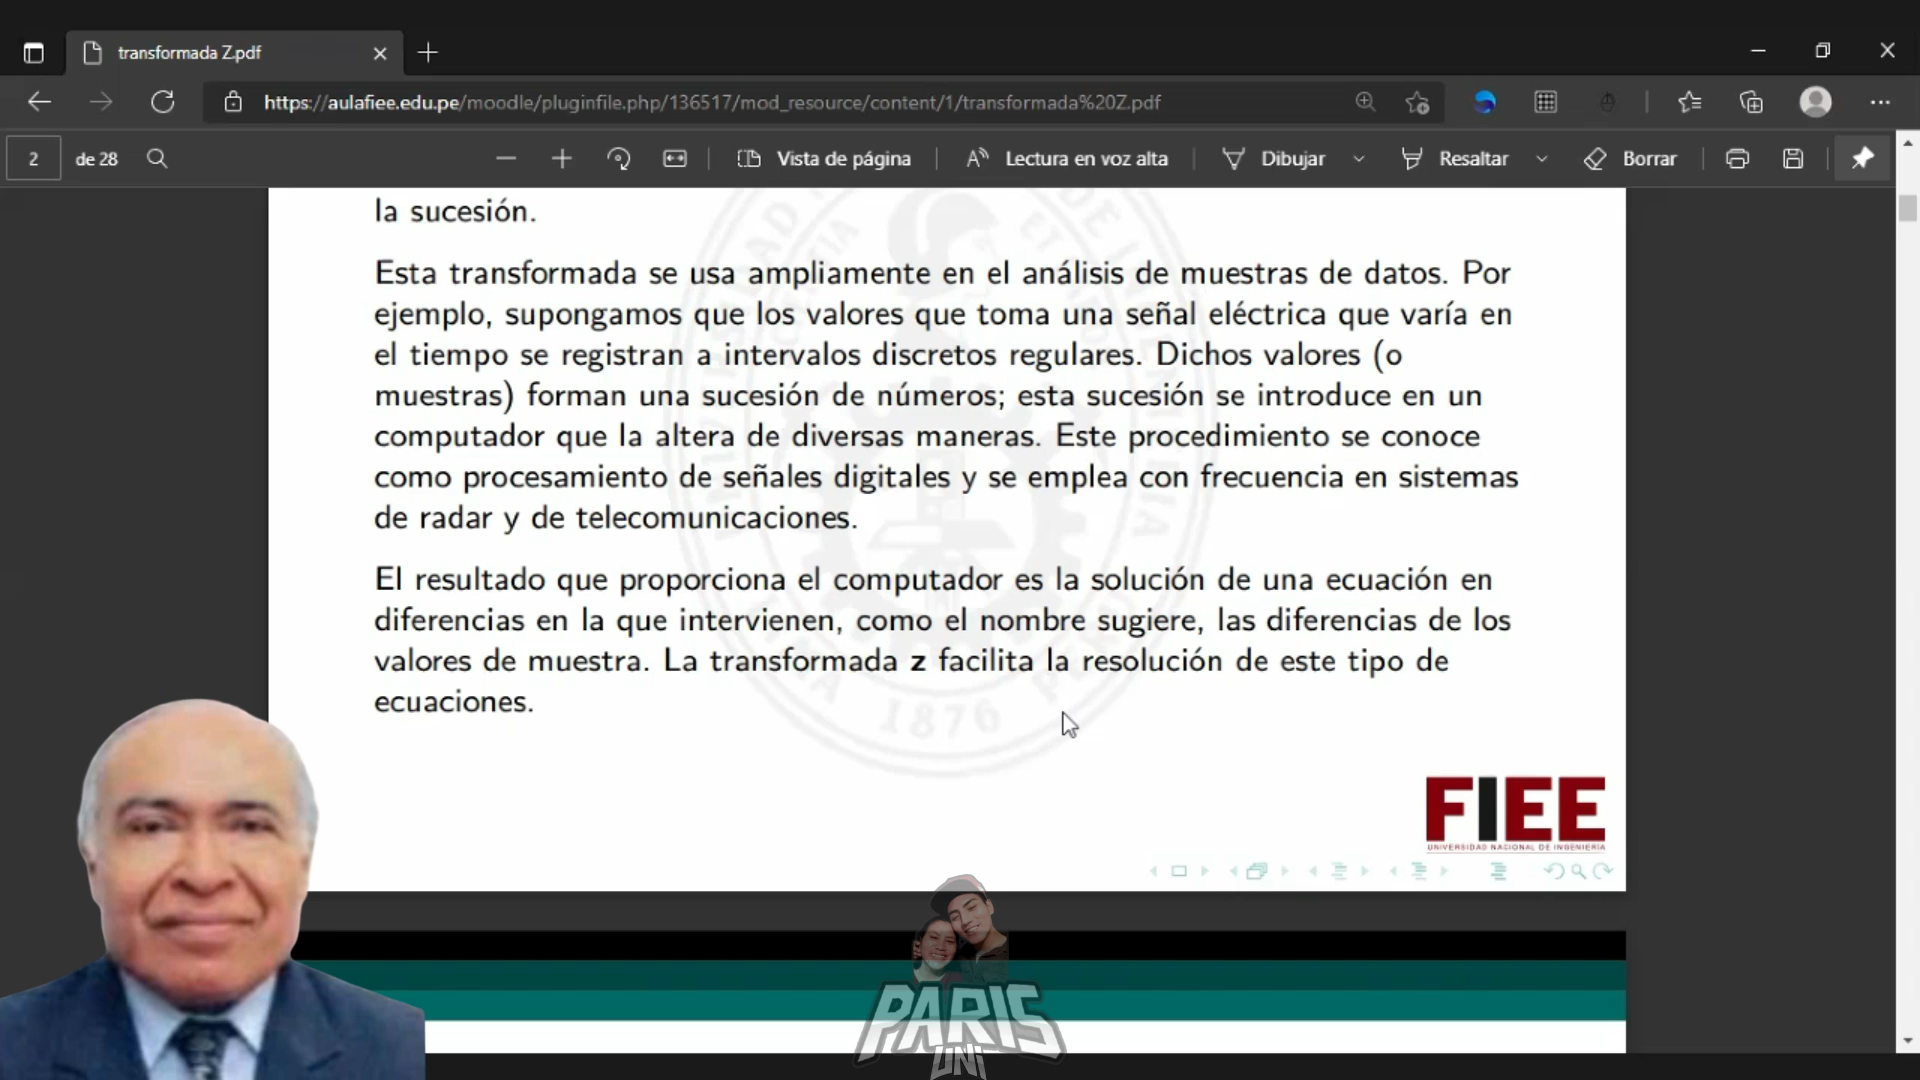 transformada Z.pdf
https://aulafiee.edu.pe/moodle/pluginfile.php/136517/mod_resource/content/1/transformada%20Z.pdf
2 de 28
Vista de página
Lectura en voz alta
Dibujar
Resaltar
Borrar
la sucesión.
Esta transformada se usa ampliamente en el análisis de muestras de datos. Por
ejemplo, supongamos que los valores que toma una señal eléctrica que varía en
el tiempo se registran a intervalos discretos regulares. Dichos valores (o
muestras) forman una sucesión de números; esta sucesión se introduce en un
computador que la altera de diversas maneras. Este procedimiento se conoce
como procesamiento de señales digitales y se emplea con frecuencia en sistemas
de radar y de telecomunicaciones.
El resultado que proporciona el computador es la solución de una ecuación en
diferencias en la que intervienen, como el nombre sugiere, las diferencias de los
valores de muestra. La transformada z facilita la resolución de este tipo de
ecuaciones.
1876
FIEE
UNIVERSIDAD NACIONAL DE INGENIERÍA
PARIS
UNI